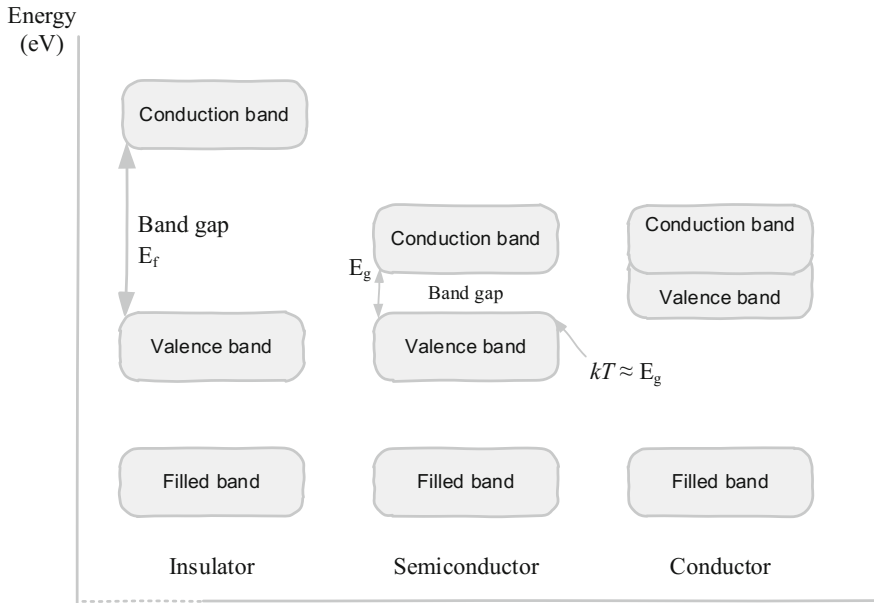 Energy
(eV)
Conduction band
Band gap
E_f
Valence band
Filled band
Insulator
Conduction band
E_g
Band gap
Valence band
kT ≈ E_g
Filled band
Semiconductor
Conduction band
Valence band
Filled band
Conductor